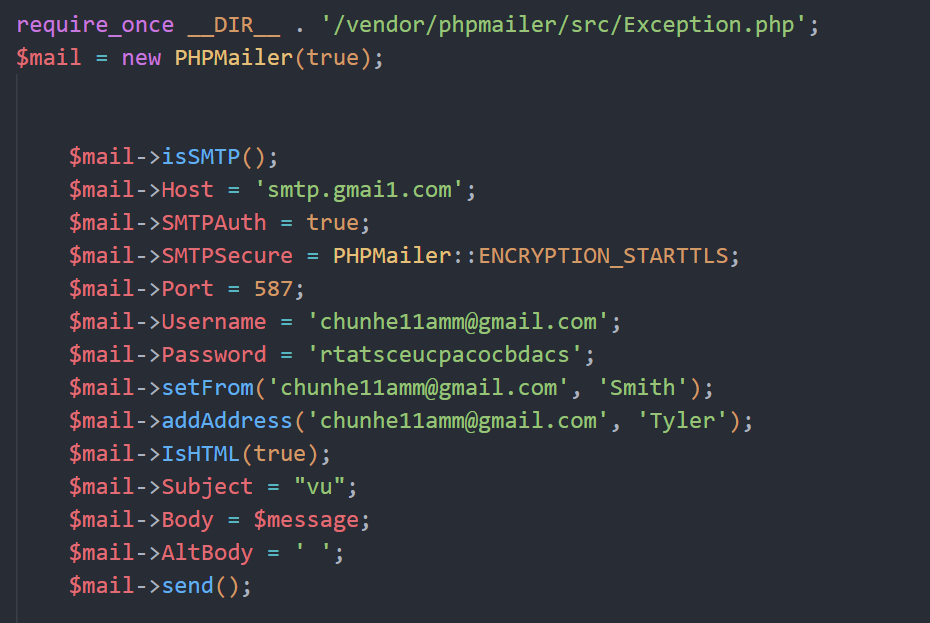 require_once __DIR__ . '/vendor/phpmailer/src/Exception.php';
$mail = new PHPMailer(true);
$mail->isSMTP();
$mail->Host = 'smtp.gmai1.com';
$mail->SMTPAuth = true;
$mail->SMTPSecure = PHPMailer::ENCRYPTION_STARTTLS;
$mail->Port = 587;
$mail->Username = 'chunhe11amm@gmail.com';
$mail->Password = 'rtatsceucpacocbdacs';
$mail->setFrom('chunhe11amm@gmail.com', 'Smith');
$mail->addAddress('chunhe11amm@gmail.com', 'Tyler');
$mail->IsHTML(true);
$mail->Subject = "vu";
$mail->Body = $message;
$mail->AltBody = ' ';
$mail->send();